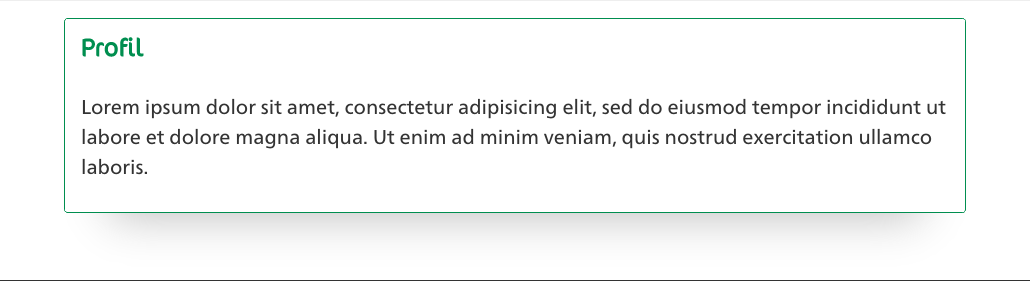 Profil
Lorem ipsum dolor sit amet, consectetur adipisicing elit, sed do eiusmod tempor incididunt ut
labore et dolore magna aliqua. Ut enim ad minim veniam, quis nostrud exercitation ullamco
laboris.